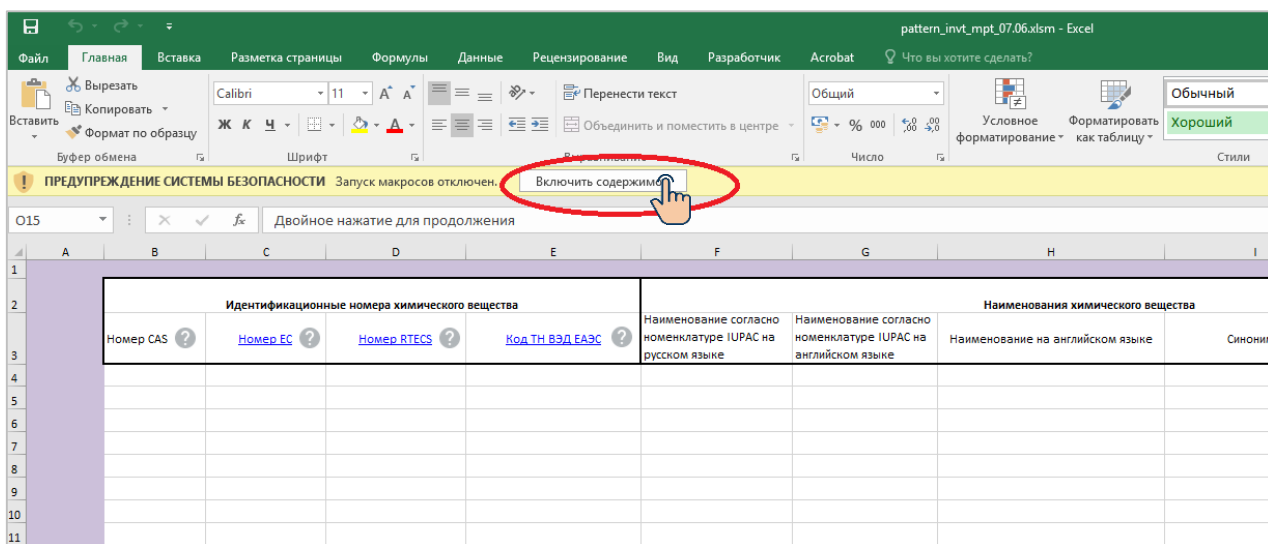 pattern_invt_mpt_07.06.xlsm - Excel
Файл Главная Вставка Разметка страницы Формулы Данные Рецензирование Вид Разработчик Acrobat Что вы хотите сделать?
Вставить
Вырезать
Копировать
Формат по образцу
Буфер обмена
Calibri 11
Ж К Ч
Шрифт
Перенести текст
Объединить и поместить в центре
Выравнивание
Общий
% 000
Число
Условное форматирование
Форматировать как таблицу
Обычный
Хороший
Стили
ПРЕДУПРЕЖДЕНИЕ СИСТЕМЫ БЕЗОПАСНОСТИ Запуск макросов отключен. Включить содержимое
O15 fx Двойное нажатие для продолжения
A B C D E F G H I
1
2 Идентификационные номера химического вещества Наименования химического вещества
3 Номер CAS ? Номер EC ? Номер RTECS ? Код ТН ВЭД ЕАЭС ?
Наименование согласно номенклатуре IUPAC на русском языке
Наименование согласно номенклатуре IUPAC на английском языке
Наименование на английском языке
Синоним
4
5
6
7
8
9
10
11